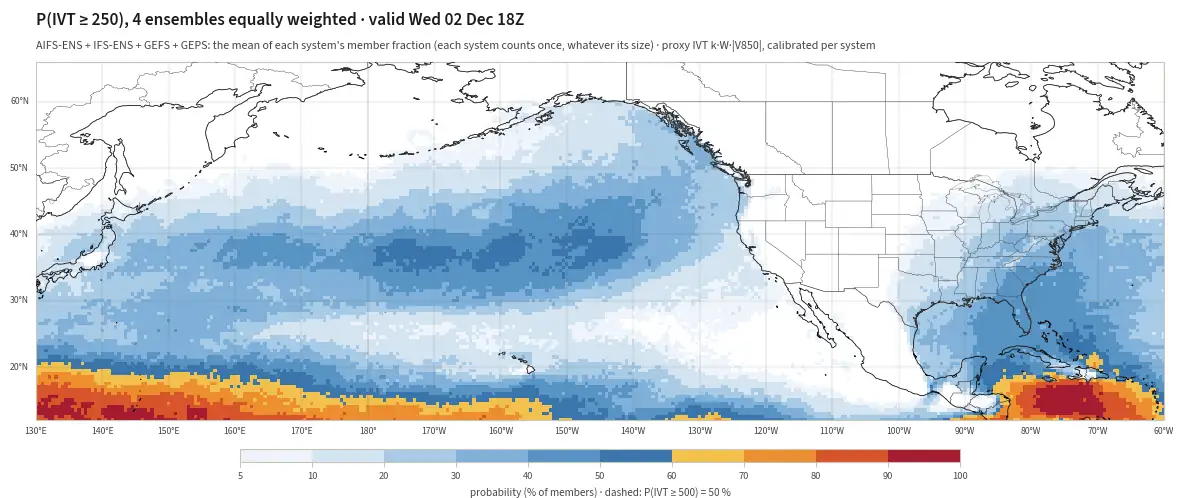 P(IVT ≥ 250), 4 ensembles equally weighted · valid Wed 02 Dec 18Z
AIFS-ENS + IFS-ENS + GEFS + GEPS: the mean of each system's member fraction (each system counts once, whatever its size) · proxy IVT k·W·|V850|, calibrated per system
60°N
50°N
40°N
30°N
20°N
130°E 140°E 150°E 160°E 170°E 180° 170°W 160°W 150°W 140°W 130°W 120°W 110°W 100°W 90°W 80°W 70°W 60°W
5 10 20 30 40 50 60 70 80 90 100
probability (% of members) · dashed: P(IVT ≥ 500) = 50 %